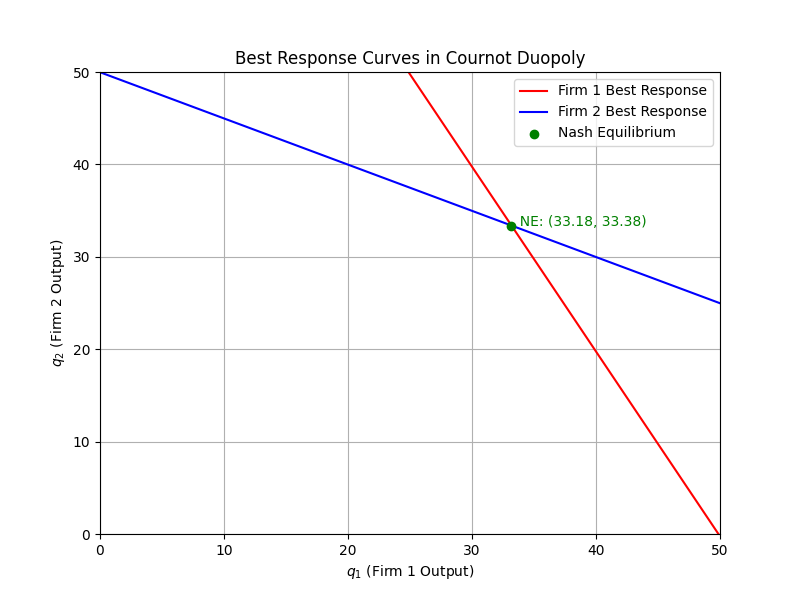 Best Response Curves in Cournot Duopoly
Firm 1 Best Response
Firm 2 Best Response
Nash Equilibrium
NE: (33.18, 33.38)
50
40
30
20
10
0
q₂ (Firm 2 Output)
0 10 20 30 40 50
q₁ (Firm 1 Output)